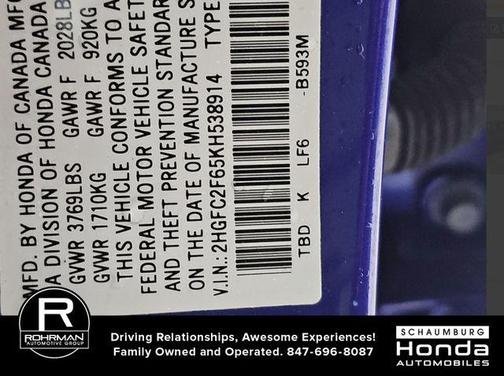 MFD. BY HONDA OF CANADA MFG
A DIVISION OF HONDA CANADA
GVWR 3769LBS GAWR F 2028LB
GVWR 1710KG GAWR F 920KG
THIS VEHICLE CONFORMS TO A
FEDERAL MOTOR VEHICLE SAFET
AND THEFT PREVENTION STANDAR
ON THE DATE OF MANUFACTURE S
V.I.N.: 2HGFC2F65KH538914 TYPE
TBD K LF6 -B593M
R
ROHRMAN
AUTOMOTIVE GROUP
Driving Relationships, Awesome Experiences!
Family Owned and Operated. 847-696-8087
SCHAUMBURG
Honda
AUTOMOBILES